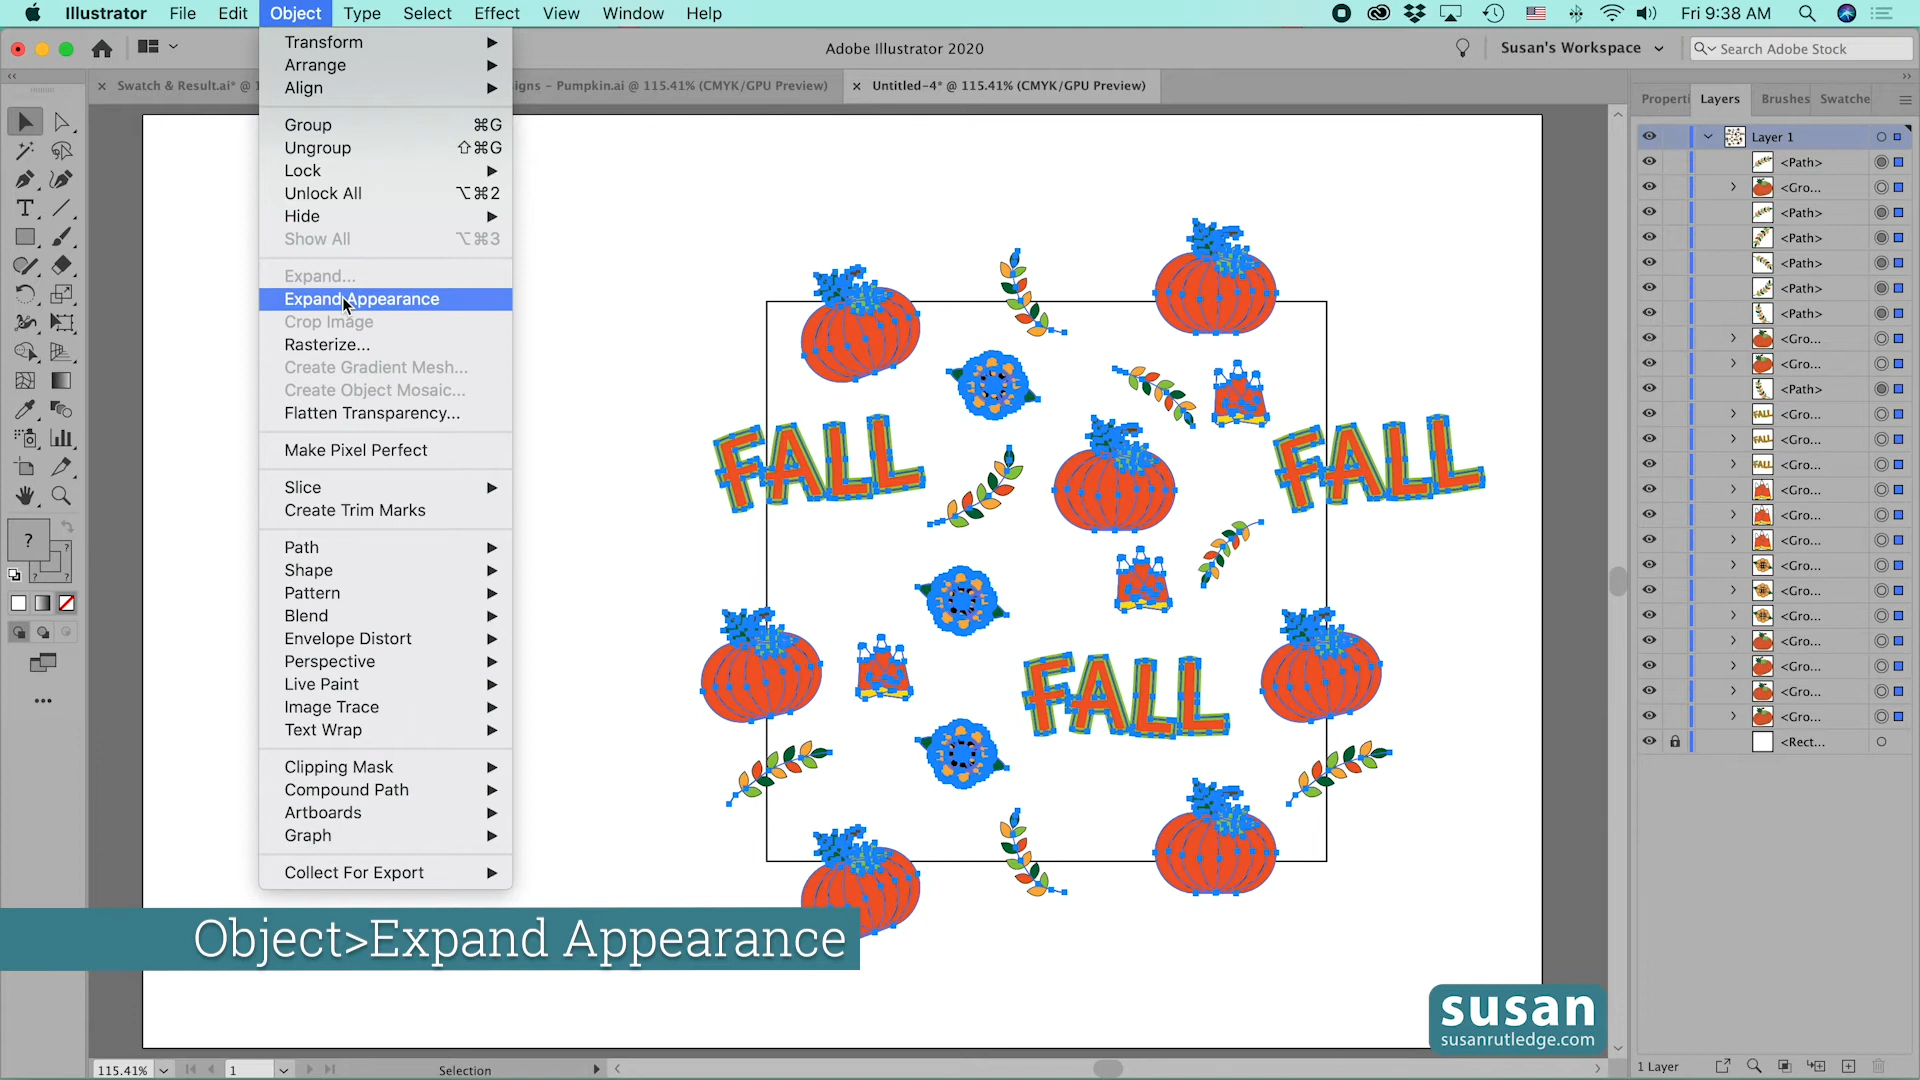 Illustrator File Edit Object Type Select Effect View Window Help
Fri 9:38 AM
Adobe Illustrator 2020
Susan's Workspace
Search Adobe Stock
Swatch & Result.ai* @ 1
igns - Pumpkin.ai @ 115.41% (CMYK/GPU Preview)
Untitled-4* @ 115.41% (CMYK/GPU Preview)
Transform
Arrange
Align
Group ⌘G
Ungroup ⇧⌘G
Lock
Unlock All ⌥⌘2
Hide
Show All ⌥⌘3
Expand...
Expand Appearance
Crop Image
Rasterize...
Create Gradient Mesh...
Create Object Mosaic...
Flatten Transparency...
Make Pixel Perfect
Slice
Create Trim Marks
Path
Shape
Pattern
Blend
Envelope Distort
Perspective
Live Paint
Image Trace
Text Wrap
Clipping Mask
Compound Path
Artboards
Graph
Collect For Export
FALL
FALL
FALL
Properti Layers Brushes Swatche
Layer 1
<Path>
<Gro...
<Path>
<Path>
<Path>
<Path>
<Path>
<Gro...
<Gro...
<Path>
FALL <Gro...
FALL <Gro...
FALL <Gro...
<Gro...
<Gro...
<Gro...
<Gro...
<Gro...
<Gro...
<Gro...
<Gro...
<Gro...
<Gro...
<Rect...
?
?
?
Object>Expand Appearance
susan
susanrutledge.com
115.41%
1
Selection
1 Layer